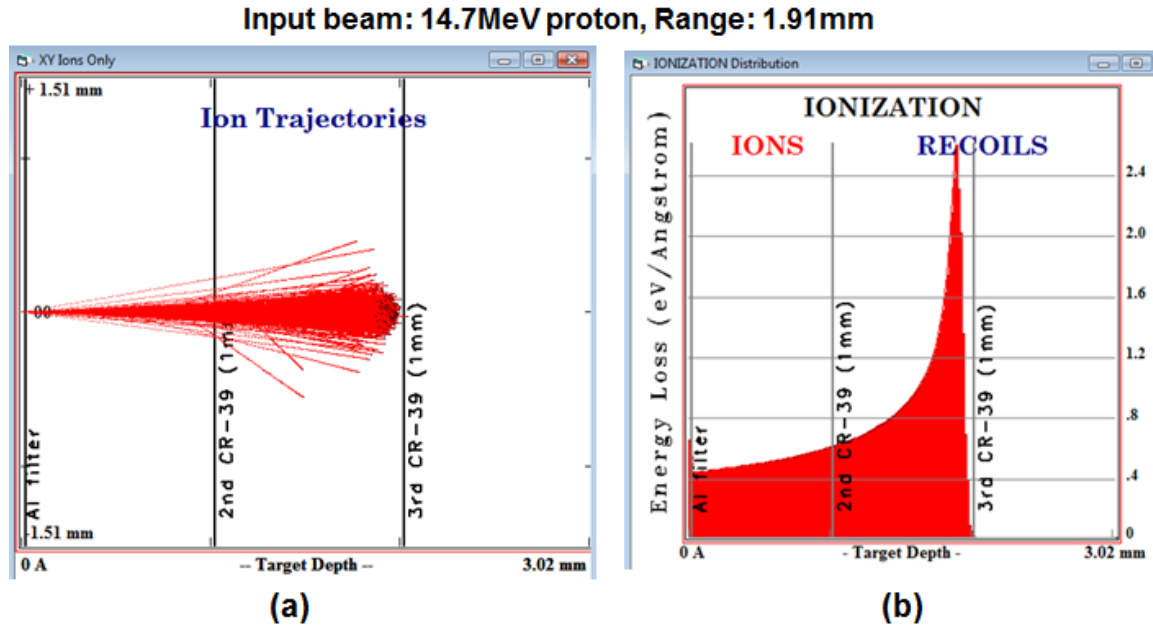 Input beam: 14.7MeV proton, Range: 1.91mm
XY Ions Only
+ 1.51 mm
Ion Trajectories
00
Al filter
2nd CR-39 (1m
3rd CR-39 (1mm)
-1.51 mm
0 A
-- Target Depth --
3.02 mm
(a)
IONIZATION Distribution
IONIZATION
IONS
RECOILS
Energy Loss (eV/Angstrom)
2.4
2.0
1.6
1.2
.8
.4
0
Al filter
2nd CR-39 (1mm)
3rd CR-39 (1mm)
0 A
- Target Depth -
3.02 mm
(b)